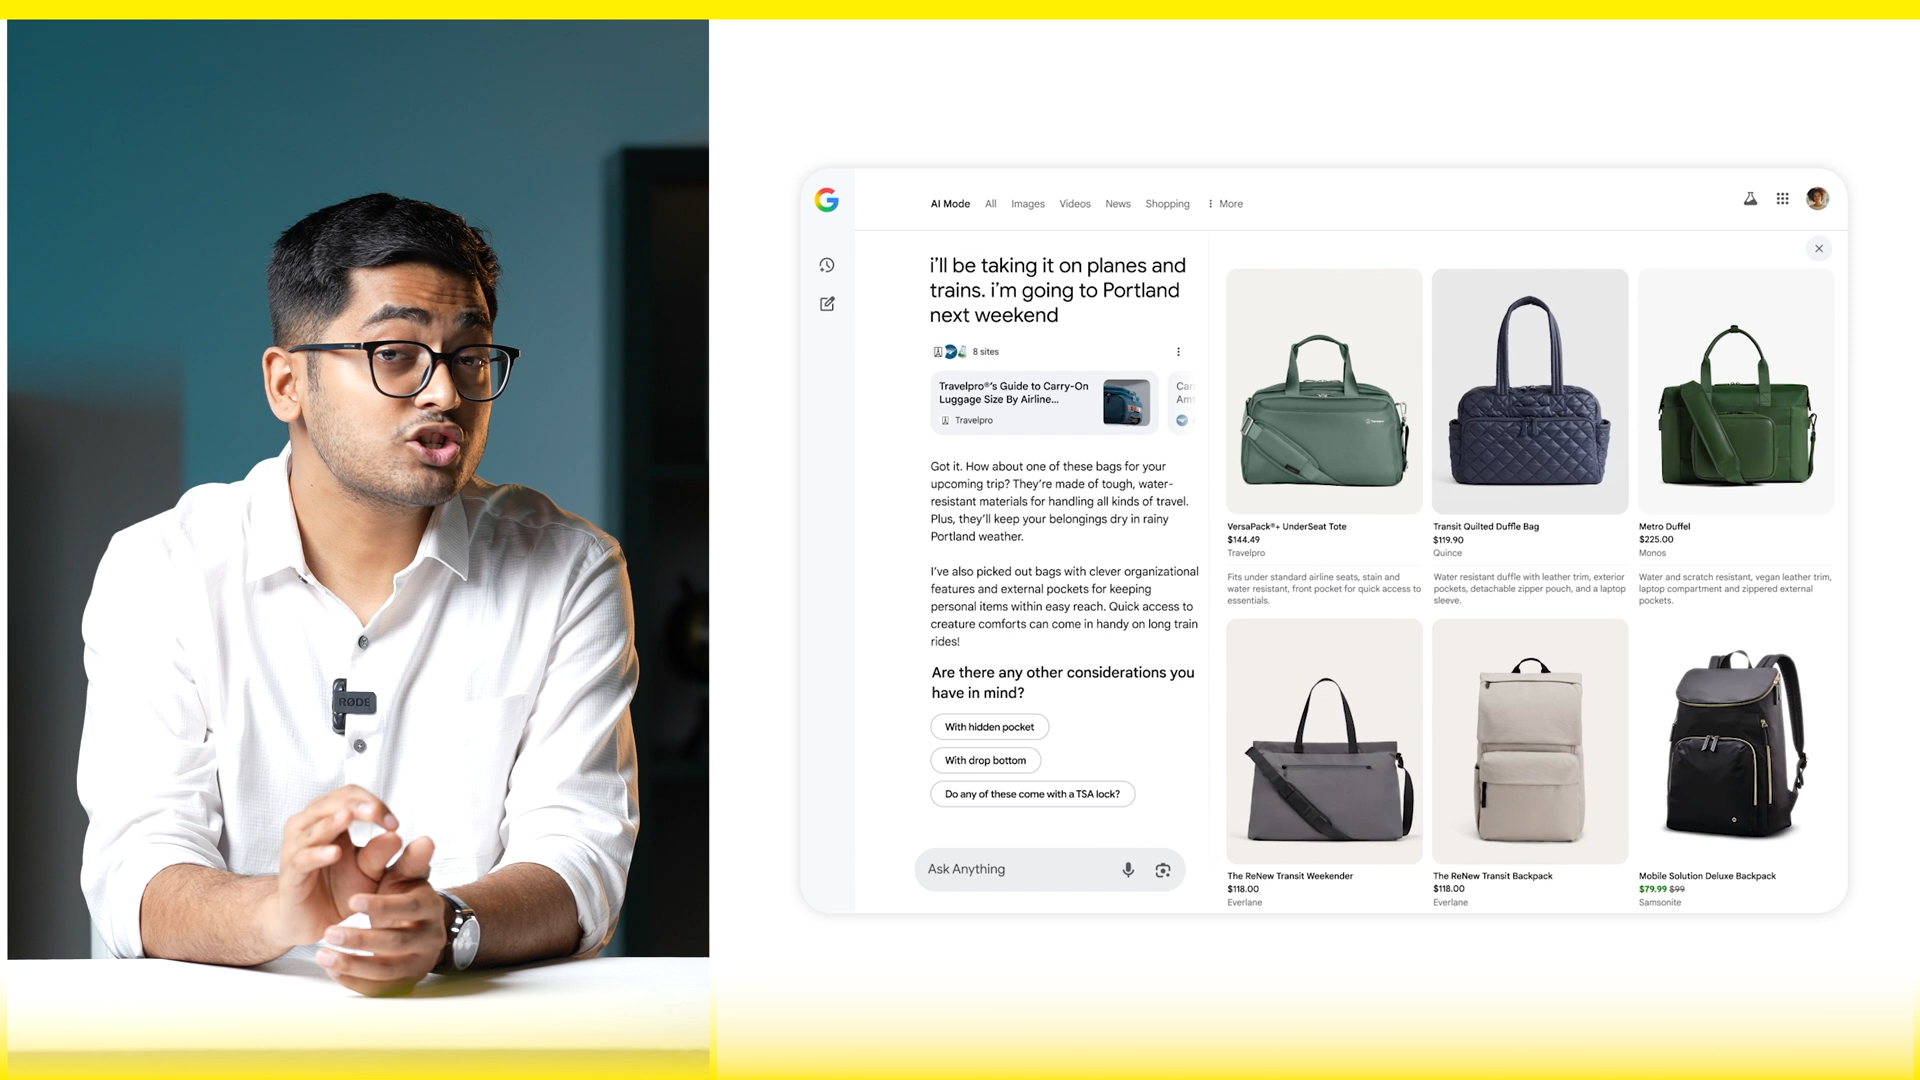 RØDE
AI Mode
All
Images
Videos
News
Shopping
More
i'll be taking it on planes and
trains. i'm going to Portland
next weekend
8 sites
Travelpro®'s Guide to Carry-On
Luggage Size By Airline...
Travelpro
Got it. How about one of these bags for your
upcoming trip? They're made of tough, water-
resistant materials for handling all kinds of travel.
Plus, they'll keep your belongings dry in rainy
Portland weather.
I've also picked out bags with clever organizational
features and external pockets for keeping
personal items within easy reach. Quick access to
creature comforts can come in handy on long train
rides!
Are there any other considerations you
have in mind?
With hidden pocket
With drop bottom
Do any of these come with a TSA lock?
Ask Anything
VersaPack®+ UnderSeat Tote
$144.49
Travelpro
Fits under standard airline seats, stain and
water resistant, front pocket for quick access to
essentials.
Transit Quilted Duffle Bag
$119.90
Quince
Water resistant duffle with leather trim, exterior
pockets, detachable zipper pouch, and a laptop
sleeve.
Metro Duffel
$225.00
Monos
Water and scratch resistant, vegan leather trim,
laptop compartment and zippered external
pockets.
The ReNew Transit Weekender
$118.00
Everlane
The ReNew Transit Backpack
$118.00
Everlane
Mobile Solution Deluxe Backpack
$79.99 $99
Samsonite